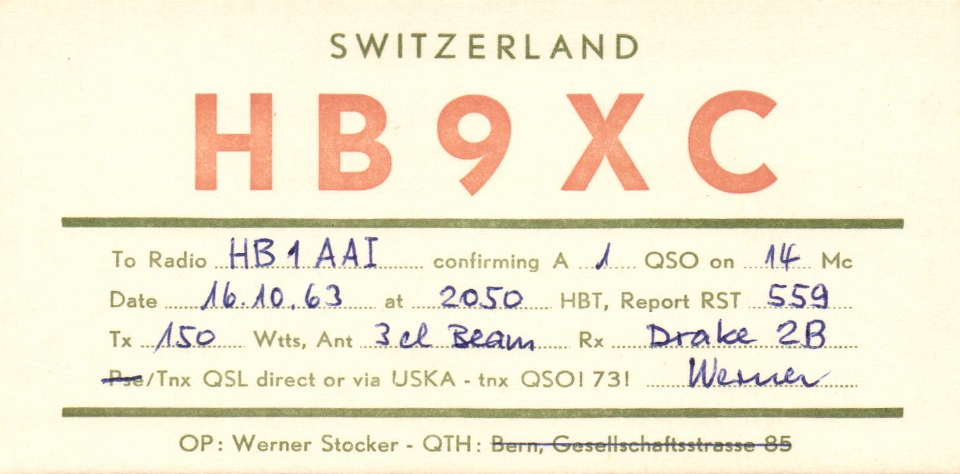 SWITZERLAND
HB9XC
To Radio HB1AAI confirming A 1 QSO on 14 Mc
Date 16.10.63 at 2050 HBT, Report RST 559
Tx 150 Wtts, Ant 3 el Beam Rx Drake 2B
Pse/Tnx QSL direct or via USKA - tnx QSO! 73! Werner
OP: Werner Stocker - QTH: Bern, Gesellschaftsstrasse 85